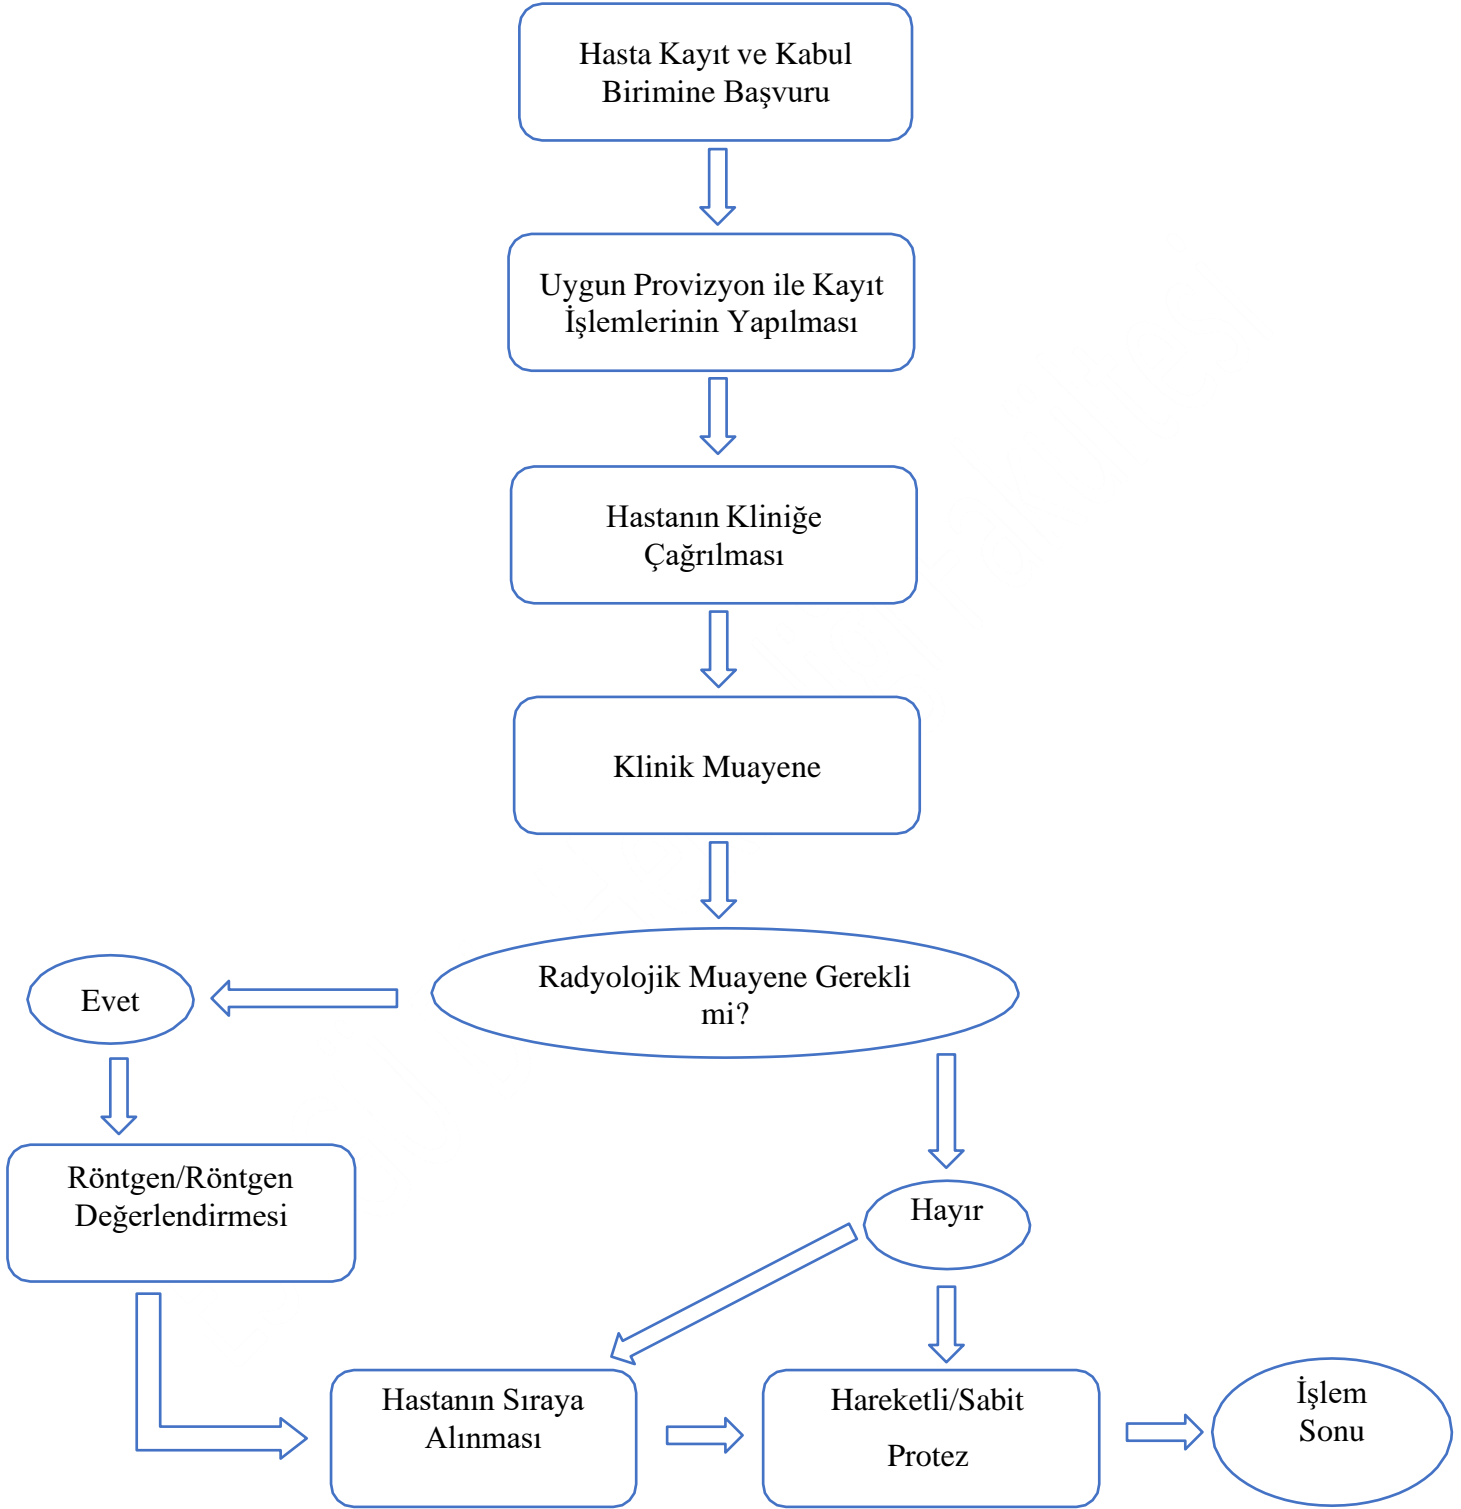 Hasta Kayıt ve Kabul
Birimine Başvuru
Uygun Provizyon ile Kayıt
İşlemlerinin Yapılması
Hastanın Kliniğe
Çağrılması
Klinik Muayene
Radyolojik Muayene Gerekli
mi?
Evet
Röntgen/Röntgen
Değerlendirmesi
Hayır
Hastanın Sıraya
Alınması
Hareketli/Sabit
Protez
İşlem
Sonu